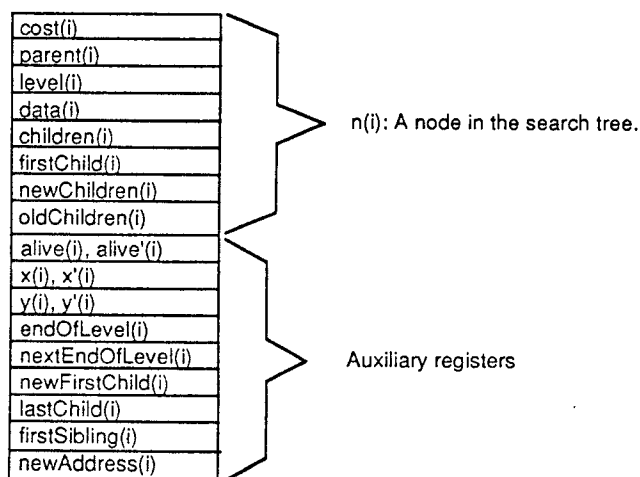 cost(i)
parent(i)
level(i)
data(i)
children(i)
firstChild(i)
newChildren(i)
oldChildren(i)
n(i): A node in the search tree.
alive(i), alive'(i)
x(i), x'(i)
y(i), y'(i)
endOfLevel(i)
nextEndOfLevel(i)
newFirstChild(i)
lastChild(i)
firstSibling(i)
newAddress(i)
Auxiliary registers